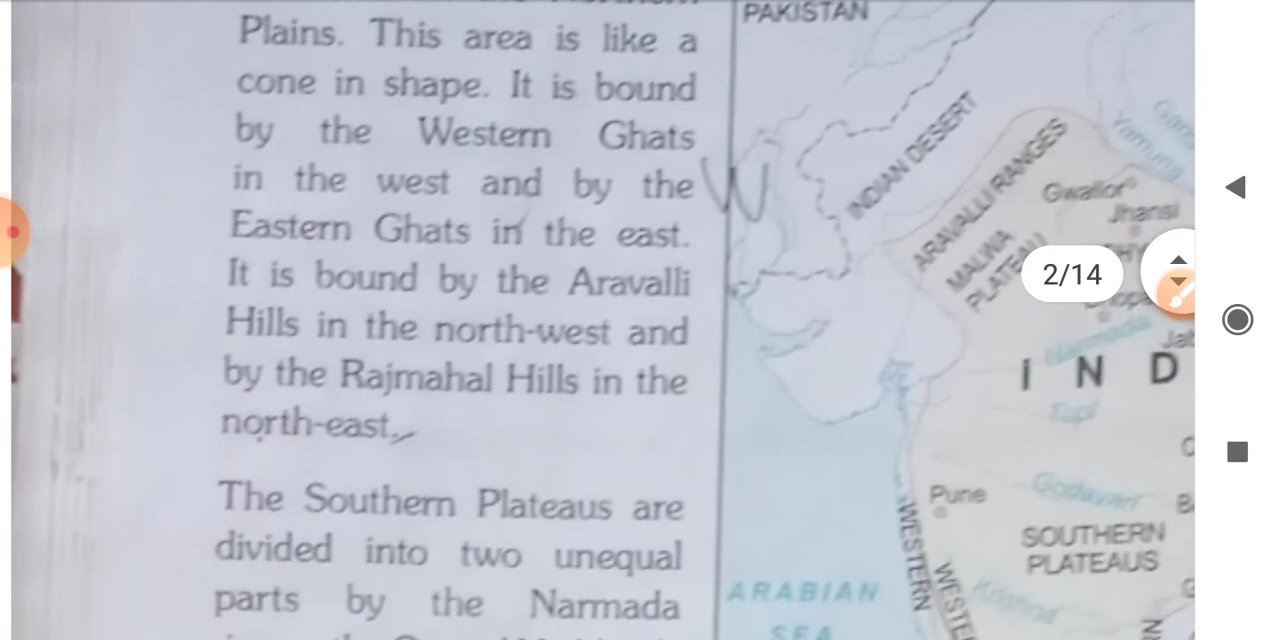 Plains. This area is like a
cone in shape. It is bound
by the Western Ghats
in the west and by the
Eastern Ghats in the east.
It is bound by the Aravalli
Hills in the north-west and
by the Rajmahal Hills in the
north-east.
The Southern Plateaus are
divided into two unequal
parts by the Narmada
PAKISTAN
INDIAN DESERT
ARAVALLI RANGES
MALWA
PLATEAU
Yamuna
Gwalior
Jhansi
2/14
Narmada
I N D
Tapi
Pune
Godavari
SOUTHERN
PLATEAUS
WESTERN
ARABIAN
SEA
Krishna